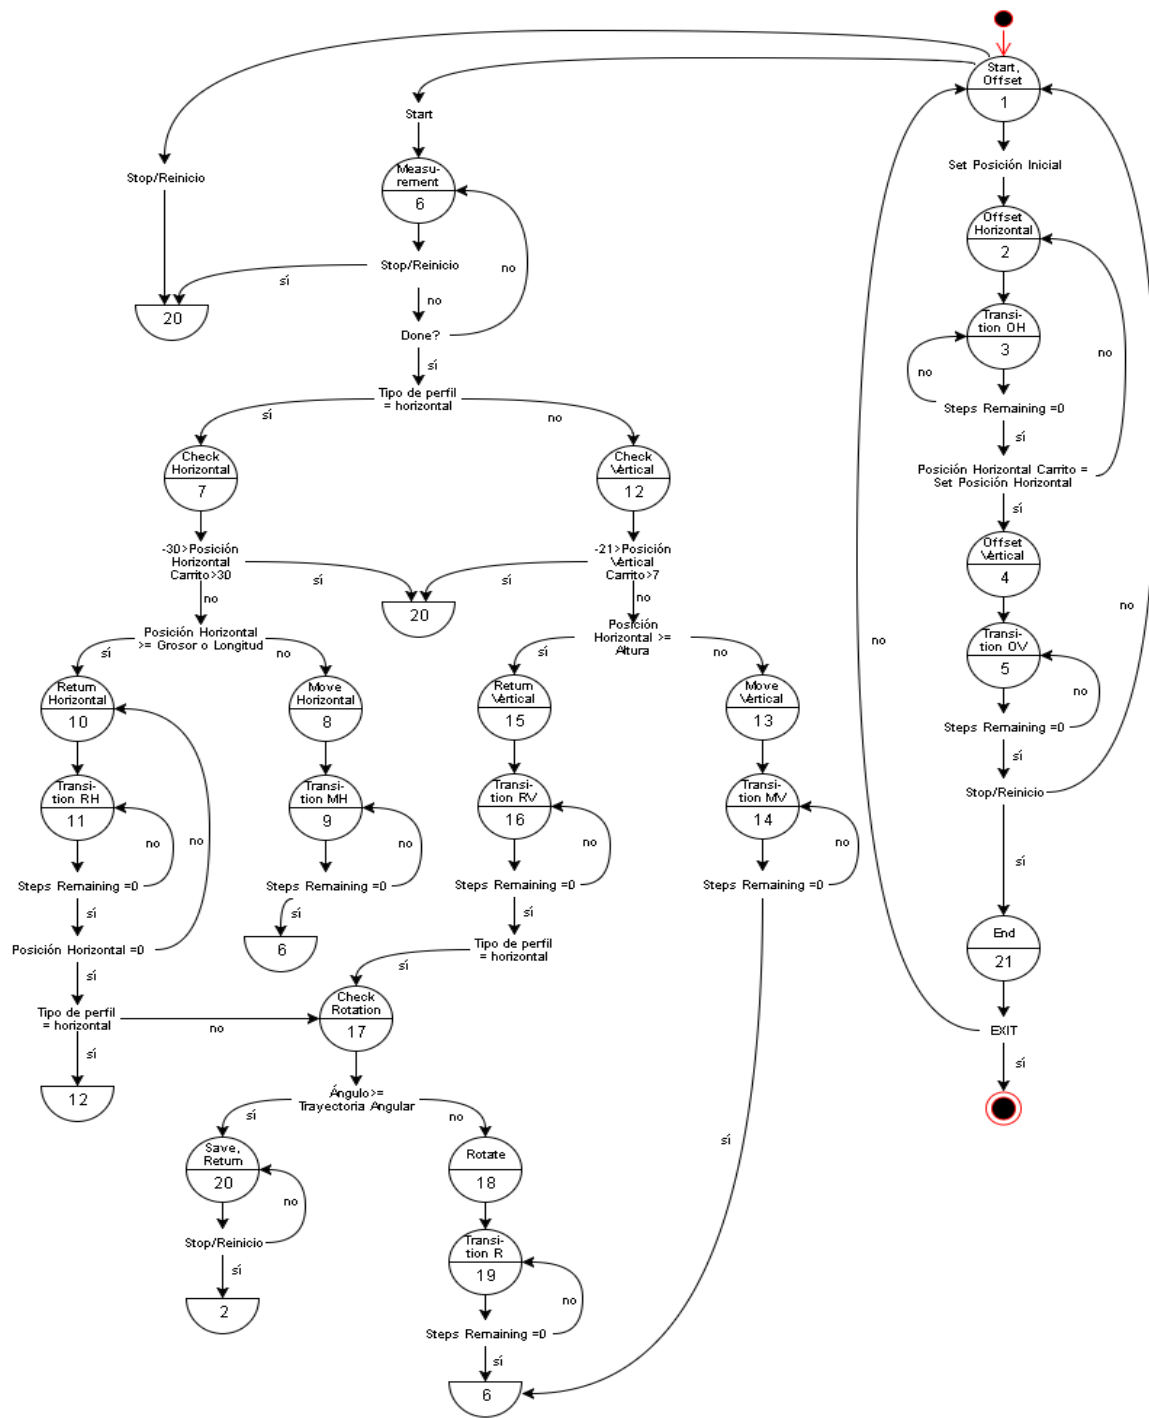 Start,
Offset
1
Start
Set Posición Inicial
Stop/Reinicio
Measu-
rement
6
Offset
Horizontal
2
Stop/Reinicio
no
sí
no
20
Transi-
tion OH
3
Done?
no
no
sí
Tipo de perfil
= horizontal
sí
no
Steps Remaining =0
sí
Check
Horizontal
7
Check
Vertical
12
Posición Horizontal Carrito =
Set Posición Horizontal
sí
-30>Posición
Horizontal
Carrito>30
-21>Posición
Vertical
Carrito>7
sí
sí
Offset
Vertical
4
no
no
20
no
Posición Horizontal
>= Grosor o Longitud
Posición
Horizontal >=
Altura
Transi-
tion OV
5
no
sí
no
sí
no
Return
Horizontal
10
Move
Horizontal
8
Return
Vertical
15
Move
Vertical
13
no
Steps Remaining =0
sí
Transi-
tion RH
11
Transi-
tion MH
9
Transi-
tion RV
16
Transi-
tion MV
14
Stop/Reinicio
no
no
no
no
no
Steps Remaining =0
Steps Remaining =0
Steps Remaining =0
Steps Remaining =0
sí
sí
sí
sí
Posición Horizontal =0
6
Tipo de perfil
= horizontal
End
21
sí
sí
Tipo de perfil
= horizontal
no
Check
Rotation
17
EXIT
sí
sí
12
Ángulo>=
Trayectoria Angular
sí
no
sí
Save,
Return
20
Rotate
18
no
Stop/Reinicio
Transi-
tion R
19
sí
2
no
Steps Remaining =0
sí
6